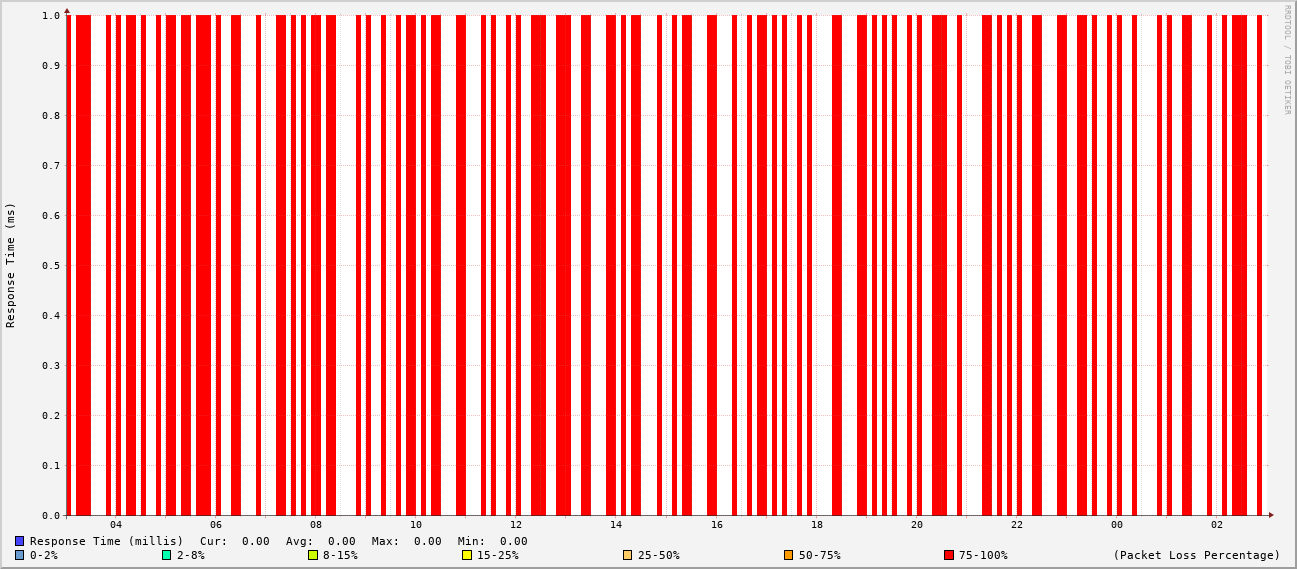 RRDTOOL / TOBI OETIKER
Response Time (ms)
1.0
0.9
0.8
0.7
0.6
0.5
0.4
0.3
0.2
0.1
0.0
04 06 08 10 12 14 16 18 20 22 00 02
Response Time (millis) Cur: 0.00 Avg: 0.00 Max: 0.00 Min: 0.00
0-2% 2-8% 8-15% 15-25% 25-50% 50-75% 75-100% (Packet Loss Percentage)